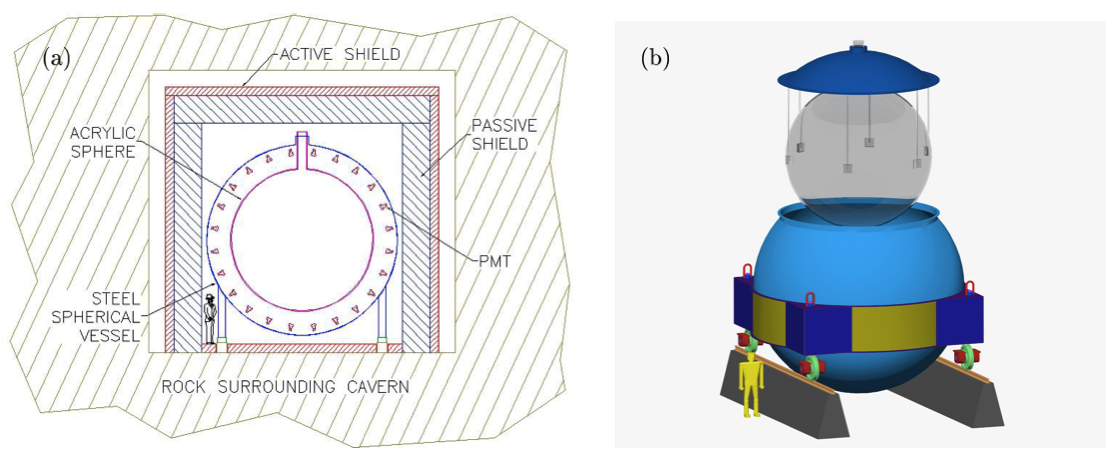 (a)
ACTIVE SHIELD
ACRYLIC
SPHERE
PASSIVE
SHIELD
PMT
STEEL
SPHERICAL
VESSEL
ROCK SURROUNDING CAVERN
(b)